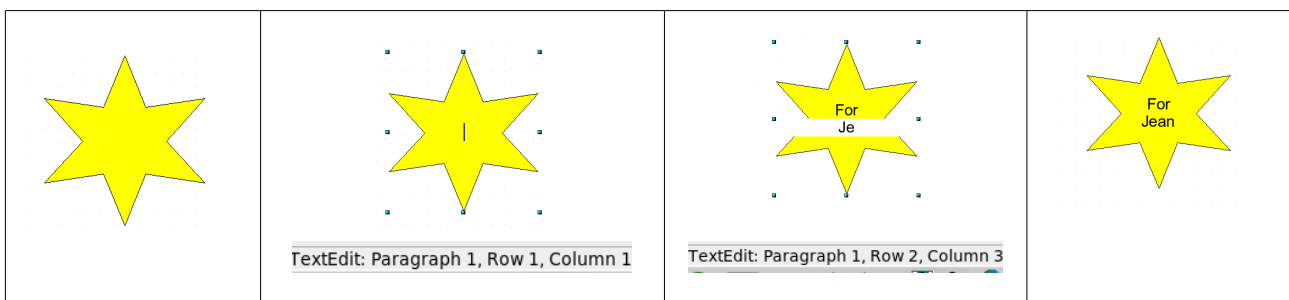 TextEdit: Paragraph 1, Row 1, Column 1
For
Je
TextEdit: Paragraph 1, Row 2, Column 3
For
Jean